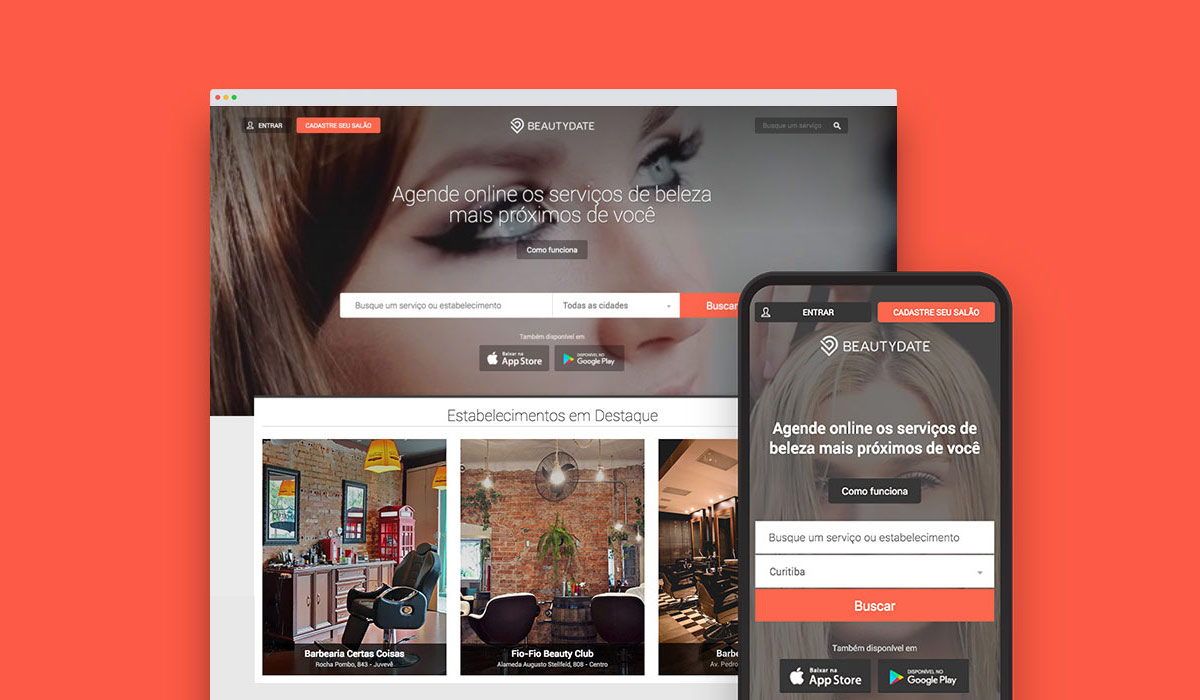 ENTRAR
CADASTRE SEU SALÃO
BEAUTYDATE
Busque um serviço
Agende online os serviços de beleza
mais próximos de você
Como funciona
Busque um serviço ou estabelecimento
Todas as cidades
Buscar
Também disponível em
Baixar na
App Store
DISPONÍVEL NO
Google Play
Estabelecimentos em Destaque
Barbearia Certas Coisas
Rocha Pombo, 843 - Juvevê
Fio-Fio Beauty Club
Alameda Augusto Stellfeld, 808 - Centro
Barbe
Av. Pedro
ENTRAR
CADASTRE SEU SALÃO
BEAUTYDATE
Agende online os serviços de
beleza mais próximos de você
Como funciona
Busque um serviço ou estabelecimento
Curitiba
Buscar
Também disponível em
Baixar na
App Store
DISPONÍVEL NO
Google Play